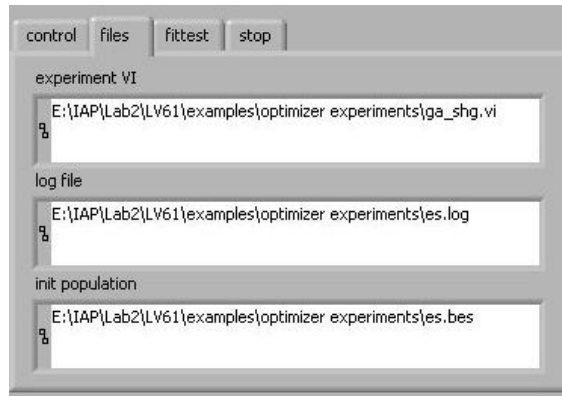 control files fittest stop
experiment VI
E:\IAP\Lab2\LV61\examples\optimizer experiments\ga_shg.vi
log file
E:\IAP\Lab2\LV61\examples\optimizer experiments\es.log
init population
E:\IAP\Lab2\LV61\examples\optimizer experiments\es.bes